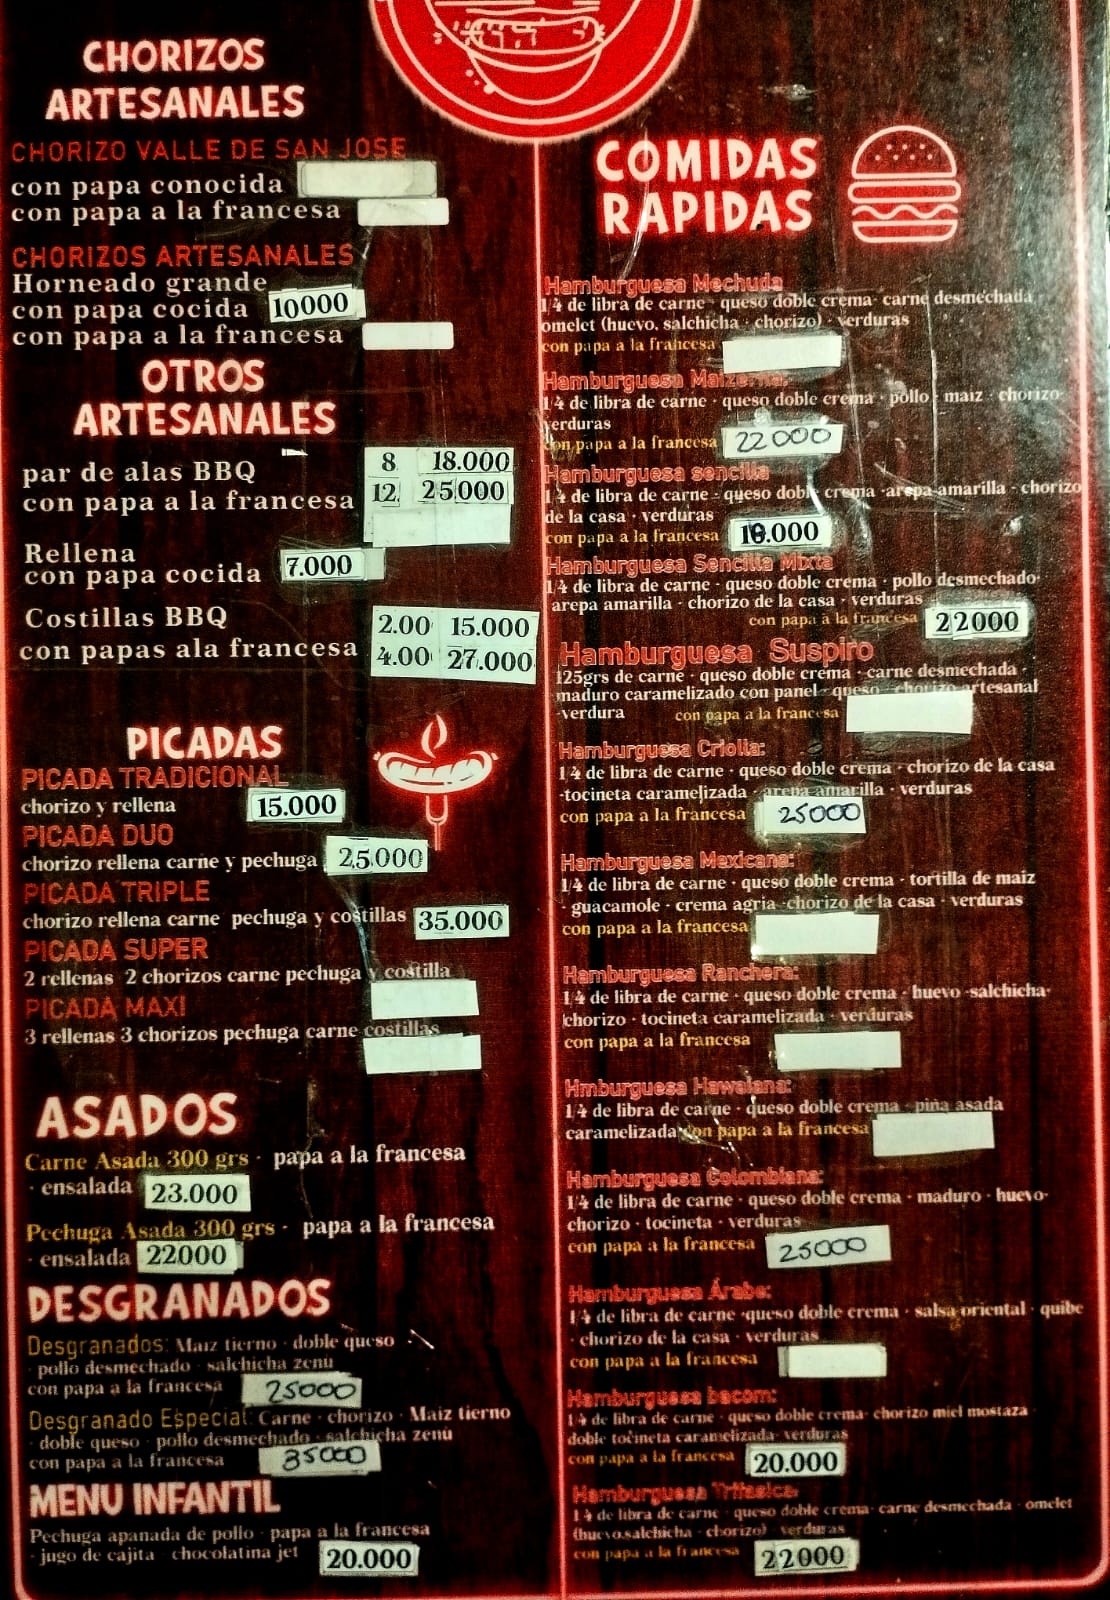 CHORIZOS
ARTESANALES
CHORIZO VALLE DE SAN JOSE
con papa conocida
con papa a la francesa
CHORIZOS ARTESANALES
Horneado grande
con papa cocida 10000
con papa a la francesa
OTROS
ARTESANALES
par de alas BBQ 8 18.000
con papa a la francesa 12 25000
Rellena
con papa cocida 7.000
Costillas BBQ 2.00 15.000
con papas ala francesa 4.00 27.000
PICADAS
PICADA TRADICIONAL
chorizo y rellena 15.000
PICADA DUO
chorizo rellena carne y pechuga 25.000
PICADA TRIPLE
chorizo rellena carne pechuga y costillas 35.000
PICADA SUPER
2 rellenas 2 chorizos carne pechuga y costilla
PICADA MAXI
3 rellenas 3 chorizos pechuga carne costillas
ASADOS
Carne Asada 300 grs · papa a la francesa
· ensalada 23.000
Pechuga Asada 300 grs · papa a la francesa
· ensalada 22000
DESGRANADOS
Desgranados: Maiz tierno · doble queso
· pollo desmechado · salchicha zenu
con papa a la francesa 25000
Desgranado Especial: Carne · chorizo · Maiz tierno
· doble queso · pollo desmechado · salchicha zenu
con papa a la francesa 35000
MENU INFANTIL
Pechuga apanada de pollo · papa a la francesa
· jugo de cajita · chocolatina jet 20.000
COMIDAS
RAPIDAS
Hamburguesa Mechuda
1/4 de libra de carne · queso doble crema · carne desmechada
omelet (huevo, salchicha · chorizo) · verduras
con papa a la francesa
Hamburguesa
1/4 de libra de carne · queso doble crema · pollo · maiz · chorizo·
verduras
con papa a la francesa 22000
Hamburguesa sencilla
1/4 de libra de carne · queso doble crema ·arepa amarilla · chorizo
de la casa · verduras
con papa a la francesa .000
Hamburguesa Sencilla Mixta
1/4 de libra de carne · queso doble crema · pollo desmechado·
arepa amarilla · chorizo de la casa · verduras
con papa a la francesa 22000
Hamburguesa Suspiro
125grs de carne · queso doble crema · carne desmechada ·
maduro caramelizado con panel · queso · chorizo artesanal
·verdura con papa a la francesa
Hamburguesa Criolla:
1/4 de libra de carne · queso doble crema · chorizo de la casa
·tocineta caramelizada · arepa amarilla · verduras
con papa a la francesa 25000
Hamburguesa Mexicana:
1/4 de libra de carne · queso doble crema · tortilla de maiz
· guacamole · crema agria ·chorizo de la casa · verduras
con papa a la francesa
Hamburguesa Ranchera:
1/4 de libra de carne · queso doble crema · huevo ·salchicha·
chorizo · tocineta caramelizada · verduras
con papa a la francesa
Hmburguesa Hawaiana:
1/4 de libra de carne · queso doble crema · piña asada
caramelizada con papa a la francesa
Hamburguesa Colombiana:
1/4 de libra de carne · queso doble crema · maduro · huevo·
chorizo · tocineta · verduras
con papa a la francesa 25000
Hamburguesa Árabe:
1/4 de libra de carne ·queso doble crema · salsa oriental · quibe
· chorizo de la casa · verduras
con papa a la francesa
Hamburguesa bacom:
1/4 de libra de carne · queso doble crema· chorizo miel mostaza ·
doble tocineta caramelizada· verduras
con papa a la francesa 20.000
Hamburguesa Trifasica:
1/4 de libra de carne · queso doble crema· carne desmechada · omelet
(huevo,salchicha · chorizo) · verduras
con papa a la francesa 22000